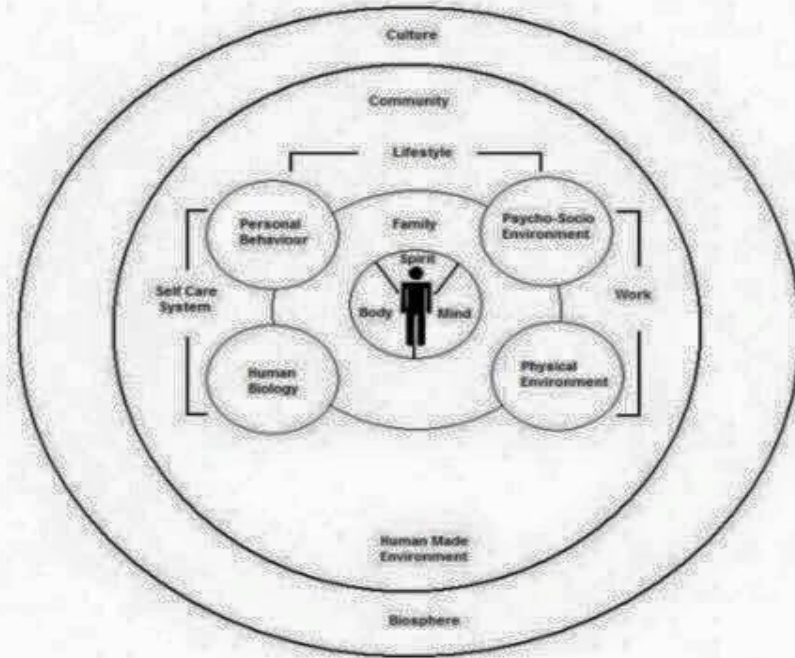 Culture
Community
Lifestyle
Personal
Behaviour
Family
Psycho-Socio
Environment
Spirit
Self Care
System
Body
Mind
Work
Human
Biology
Physical
Environment
Human Made
Environment
Biosphere